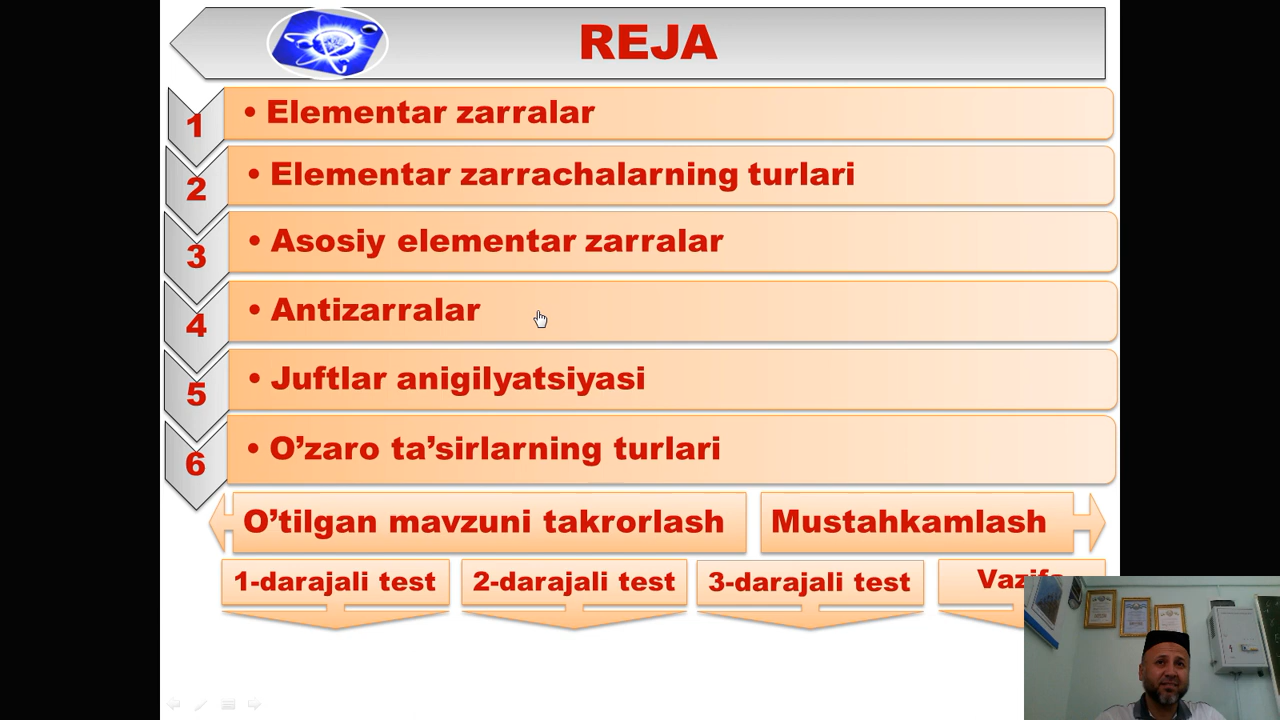 REJA
1
• Elementar zarralar
2
• Elementar zarrachalarning turlari
3
• Asosiy elementar zarralar
4
• Antizarralar
5
• Juftlar anigilyatsiyasi
6
• O’zaro ta’sirlarning turlari
O’tilgan mavzuni takrorlash
Mustahkamlash
1-darajali test
2-darajali test
3-darajali test